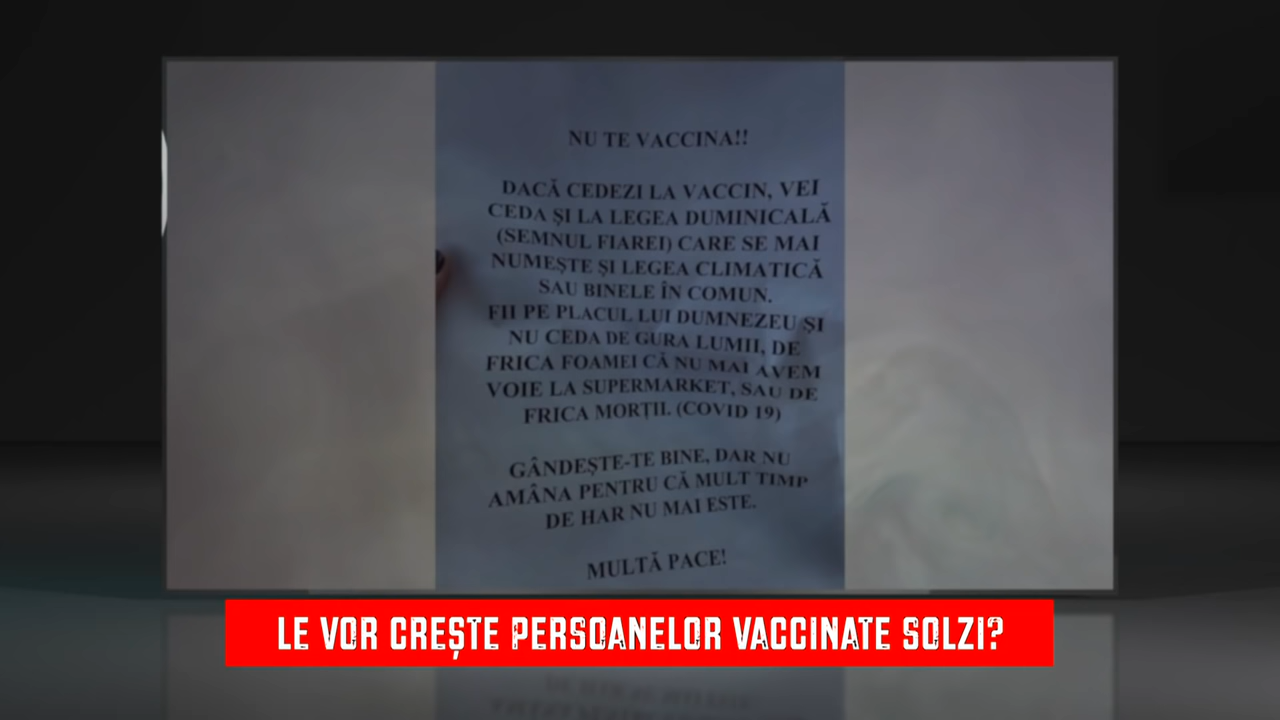 NU TE VACCINA!!
DACĂ CEDEZI LA VACCIN, VEI
CEDA ȘI LA LEGEA DUMINICALĂ
(SEMNUL FIAREI) CARE SE MAI
NUMEȘTE ȘI LEGEA CLIMATICĂ
SAU BINELE ÎN COMUN.
FII PE PLACUL LUI DUMNEZEU ȘI
NU CEDA DE GURA LUMII, DE
FRICA FOAMEI CĂ NU MAI AVEM
VOIE LA SUPERMARKET, SAU DE
FRICA MORȚII. (COVID 19)
GÂNDEȘTE-TE BINE, DAR NU
AMÂNA PENTRU CĂ MULT TIMP
DE HAR NU MAI ESTE.
MULTĂ PACE!
LE VOR CREȘTE PERSOANELOR VACCINATE SOLZI?